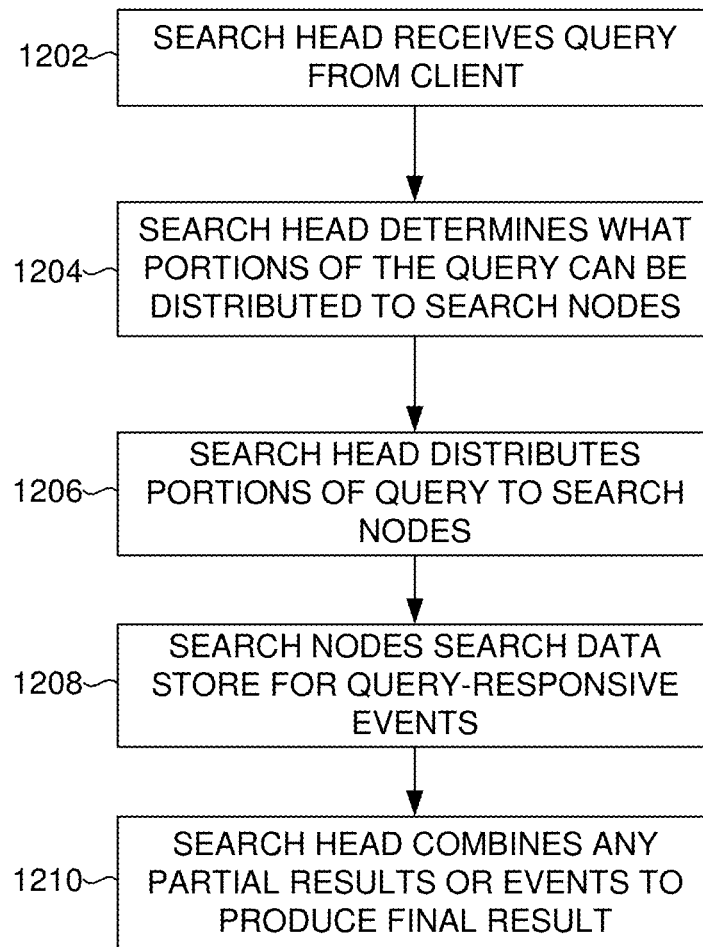 1202
SEARCH HEAD RECEIVES QUERY
FROM CLIENT
1204
SEARCH HEAD DETERMINES WHAT
PORTIONS OF THE QUERY CAN BE
DISTRIBUTED TO SEARCH NODES
1206
SEARCH HEAD DISTRIBUTES
PORTIONS OF QUERY TO SEARCH
NODES
1208
SEARCH NODES SEARCH DATA
STORE FOR QUERY-RESPONSIVE
EVENTS
1210
SEARCH HEAD COMBINES ANY
PARTIAL RESULTS OR EVENTS TO
PRODUCE FINAL RESULT